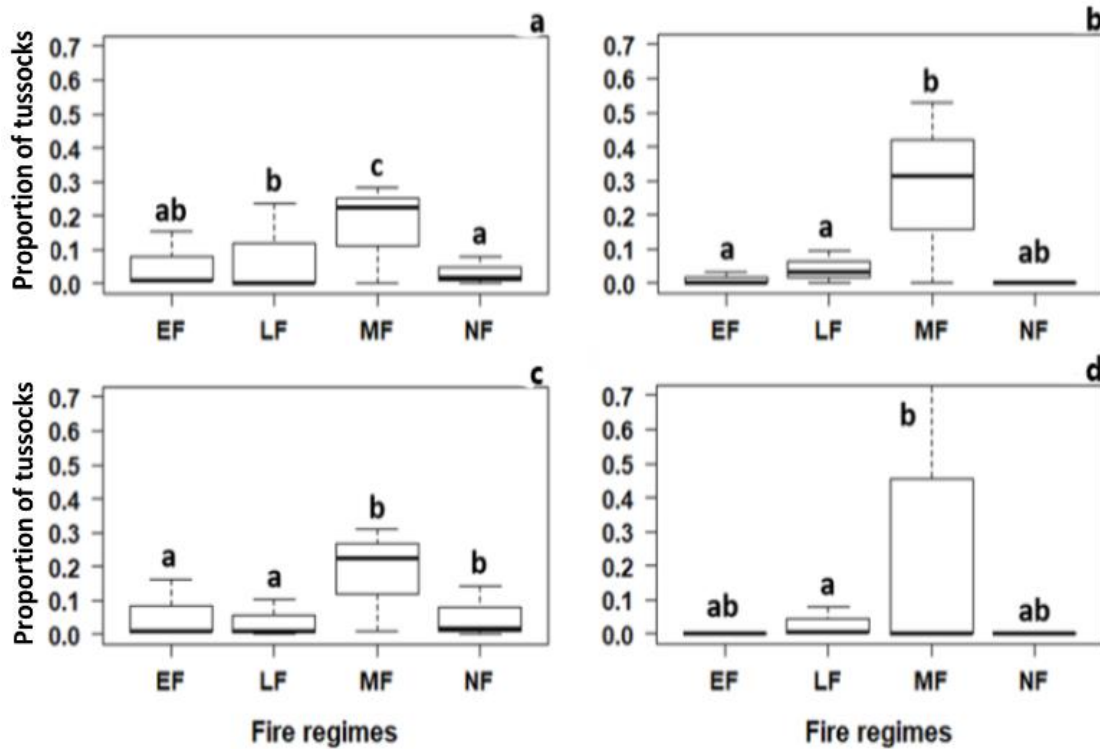 a
Proportion of tussocks
0.7
0.6
0.5
0.4
0.3
0.2
0.1
0.0
ab
b
c
a
EF LF MF NF
b
0.7
0.6
0.5
0.4
0.3
0.2
0.1
0.0
a
a
b
ab
EF LF MF NF
c
Proportion of tussocks
0.7
0.6
0.5
0.4
0.3
0.2
0.1
0.0
a
a
b
b
EF LF MF NF
Fire regimes
d
0.7
0.6
0.5
0.4
0.3
0.2
0.1
0.0
ab
a
b
ab
EF LF MF NF
Fire regimes